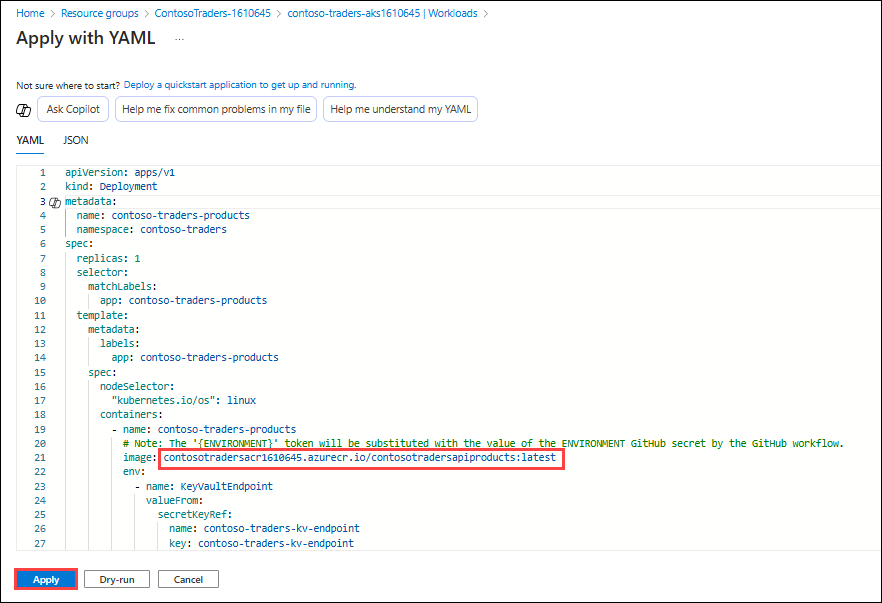 Home > Resource groups > ContosoTraders-1610645 > contoso-traders-aks1610645 | Workloads >
Apply with YAML ...
Not sure where to start? Deploy a quickstart application to get up and running.
Ask Copilot Help me fix common problems in my file Help me understand my YAML
YAML JSON
1 apiVersion: apps/v1
2 kind: Deployment
3 metadata:
4 name: contoso-traders-products
5 namespace: contoso-traders
6 spec:
7 replicas: 1
8 selector:
9 matchLabels:
10 app: contoso-traders-products
11 template:
12 metadata:
13 labels:
14 app: contoso-traders-products
15 spec:
16 nodeSelector:
17 "kubernetes.io/os": linux
18 containers:
19 - name: contoso-traders-products
20 # Note: The '{ENVIRONMENT}' token will be substituted with the value of the ENVIRONMENT GitHub secret by the GitHub workflow.
21 image: contosotradersacr1610645.azurecr.io/contosotradersapiproducts:latest
22 env:
23 - name: KeyVaultEndpoint
24 valueFrom:
25 secretKeyRef:
26 name: contoso-traders-kv-endpoint
27 key: contoso-traders-kv-endpoint
Apply Dry-run Cancel